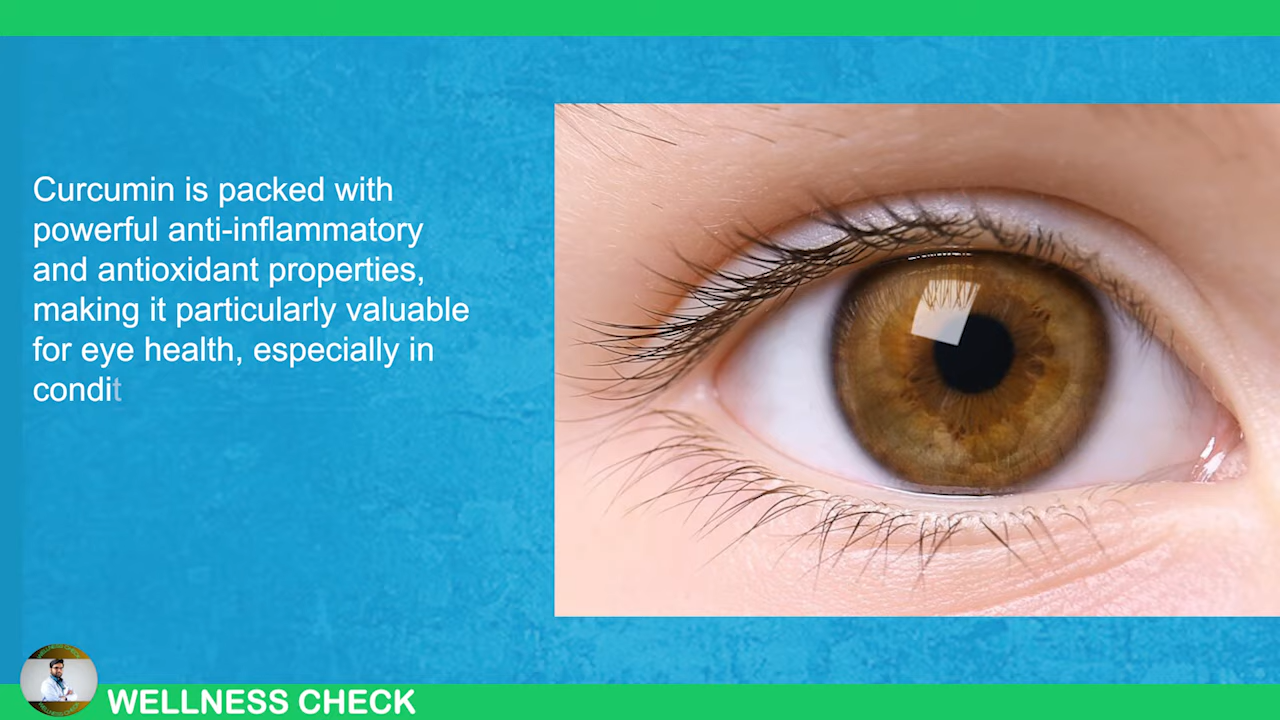 Curcumin is packed with
powerful anti-inflammatory
and antioxidant properties,
making it particularly valuable
for eye health, especially in
condit
WELLNESS CHECK